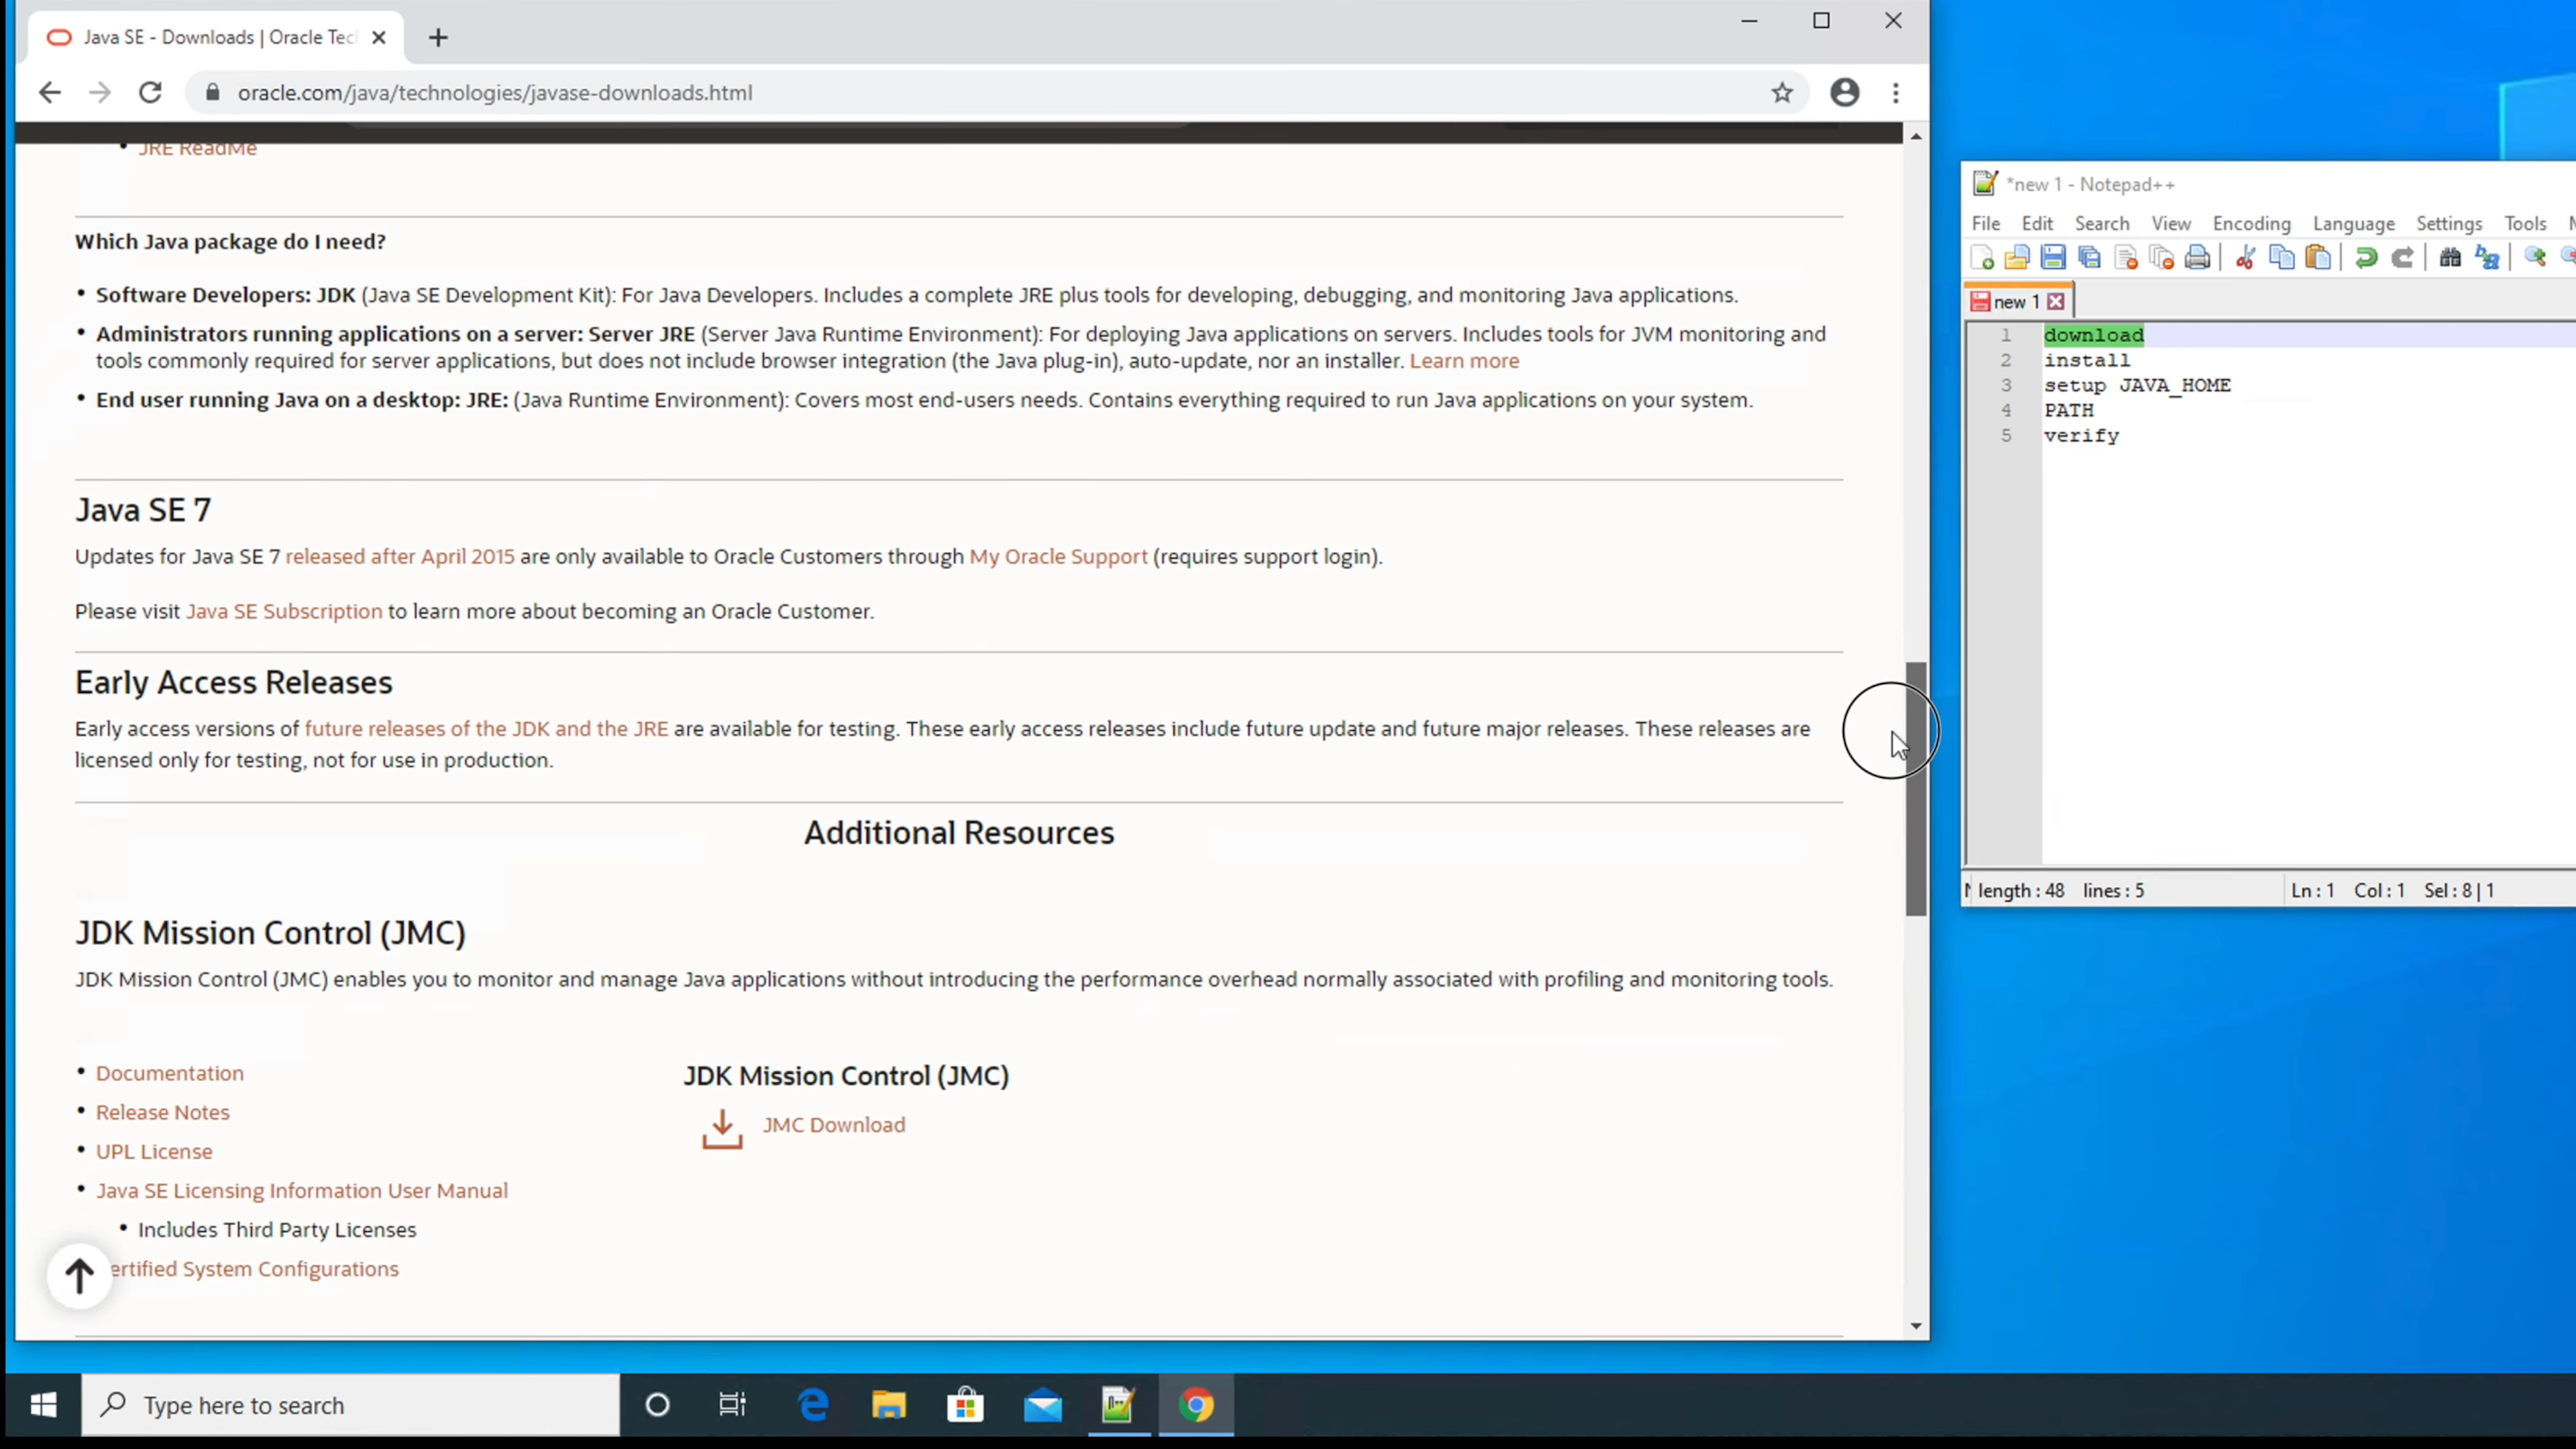 Java SE - Downloads | Oracle Tec
oracle.com/java/technologies/javase-downloads.html
• JRE ReadMe
Which Java package do I need?
• Software Developers: JDK (Java SE Development Kit): For Java Developers. Includes a complete JRE plus tools for developing, debugging, and monitoring Java applications.
• Administrators running applications on a server: Server JRE (Server Java Runtime Environment): For deploying Java applications on servers. Includes tools for JVM monitoring and
tools commonly required for server applications, but does not include browser integration (the Java plug-in), auto-update, nor an installer. Learn more
• End user running Java on a desktop: JRE: (Java Runtime Environment): Covers most end-users needs. Contains everything required to run Java applications on your system.
Java SE 7
Updates for Java SE 7 released after April 2015 are only available to Oracle Customers through My Oracle Support (requires support login).
Please visit Java SE Subscription to learn more about becoming an Oracle Customer.
Early Access Releases
Early access versions of future releases of the JDK and the JRE are available for testing. These early access releases include future update and future major releases. These releases are
licensed only for testing, not for use in production.
Additional Resources
JDK Mission Control (JMC)
JDK Mission Control (JMC) enables you to monitor and manage Java applications without introducing the performance overhead normally associated with profiling and monitoring tools.
• Documentation
• Release Notes
• UPL License
• Java SE Licensing Information User Manual
• Includes Third Party Licenses
ertified System Configurations
JDK Mission Control (JMC)
JMC Download
*new 1 - Notepad++
File Edit Search View Encoding Language Settings Tools
new 1
1 download
2 install
3 setup JAVA_HOME
4 PATH
5 verify
length : 48 lines : 5 Ln : 1 Col : 1 Sel : 8 | 1
Type here to search